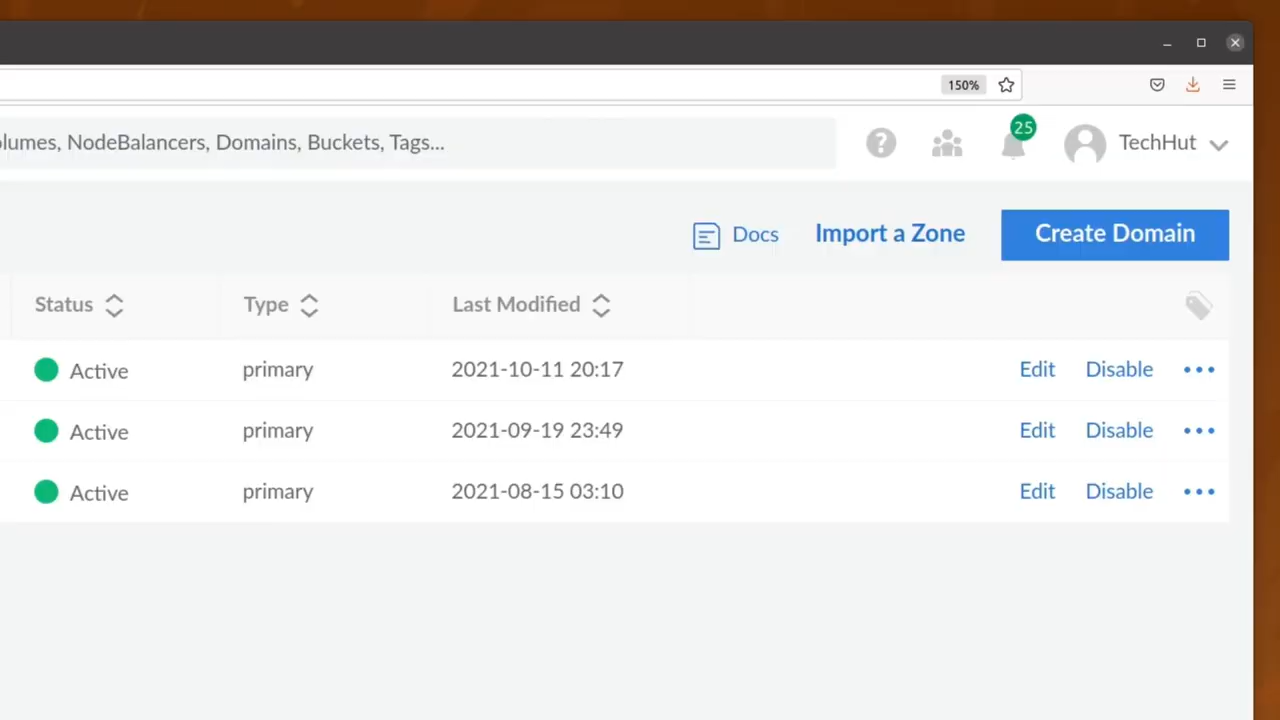 150%
Volumes, NodeBalancers, Domains, Buckets, Tags...
25
TechHut
Docs
Import a Zone
Create Domain
Status
Type
Last Modified
Active primary 2021-10-11 20:17 Edit Disable
Active primary 2021-09-19 23:49 Edit Disable
Active primary 2021-08-15 03:10 Edit Disable